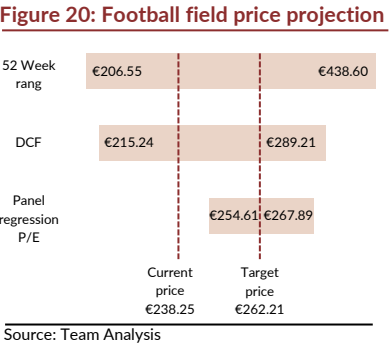 Figure 20: Football field price projection
52 Week
rang
€206.55 €438.60
DCF
€215.24 €289.21
Panel
regression
P/E
€254.61 €267.89
Current
price
€238.25
Target
price
€262.21
Source: Team Analysis